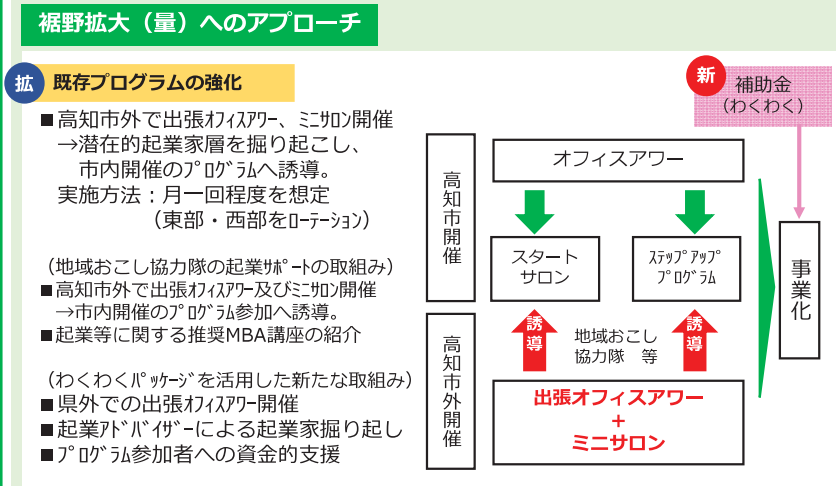 裾野拡大（量）へのアプローチ
拡
既存プログラムの強化
■高知市外で出張ｵﾌｨｽｱﾜｰ、ﾐﾆｻﾛﾝ開催
→潜在的起業家層を掘り起こし、
市内開催のﾌﾟﾛｸﾞﾗﾑへ誘導。
実施方法：月一回程度を想定
（東部・西部をﾛｰﾃｰｼｮﾝ）
（地域おこし協力隊の起業ｻﾎﾟｰﾄの取組み）
■高知市外で出張ｵﾌｨｽｱﾜｰ及びﾐﾆｻﾛﾝ開催
→市内開催のﾌﾟﾛｸﾞﾗﾑ参加へ誘導。
■起業等に関する推奨MBA講座の紹介
（わくわくﾊﾟｯｹｰｼﾞを活用した新たな取組み）
■県外での出張ｵﾌｨｽｱﾜｰ開催
■起業ｱﾄﾞﾊﾞｲｻﾞｰによる起業家掘り起し
■ﾌﾟﾛｸﾞﾗﾑ参加者への資金的支援
新
補助金
（わくわく）
高知市開催
オフィスアワー
スタート
サロン
ｽﾃｯﾌﾟｱｯﾌﾟ
ﾌﾟﾛｸﾞﾗﾑ
事業化
高知市外開催
誘導
地域おこし
協力隊　等
誘導
出張オフィスアワー
＋
ミニサロン